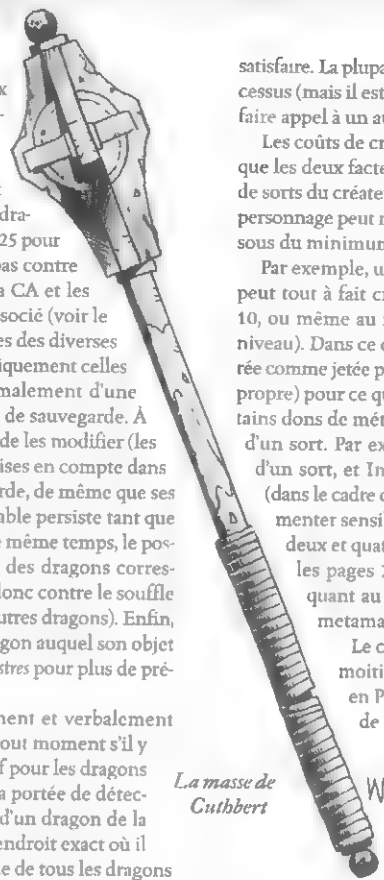 x
-
dra-
25 pour
pas contre
a CA et les
socié (voir le
es des diverses
iquement celles
malement d'une
de sauvegarde. À
de les modifier (les
ises en compte dans
rde, de même que ses
able persiste tant que
e même temps, le pos-
des dragons corres-
donc contre le souffle
utres dragons). Enfin,
gon auquel son objet
stres pour plus de pré-
nent et verbalement
out moment s'il y
f pour les dragons
a portée de détec-
d'un dragon de la
endroit exact où il
e de tous les dragons
La masse de
Cuthbert
satisfaire. La plupa
cessus (mais il est
faire appel à un au
Les coûts de cr
que les deux facte
de sorts du créate
personnage peut r
sous du minimum
Par exemple, u
peut tout à fait cr
10, ou même au
niveau). Dans ce c
rée comme jetée p
propre) pour ce qu
tains dons de mét
d'un sort. Par ex
d'un sort, et In
(dans le cadre d
menter sensibl
deux et quat
les pages
quant au
metama
Le c
moiti
en P
de
W